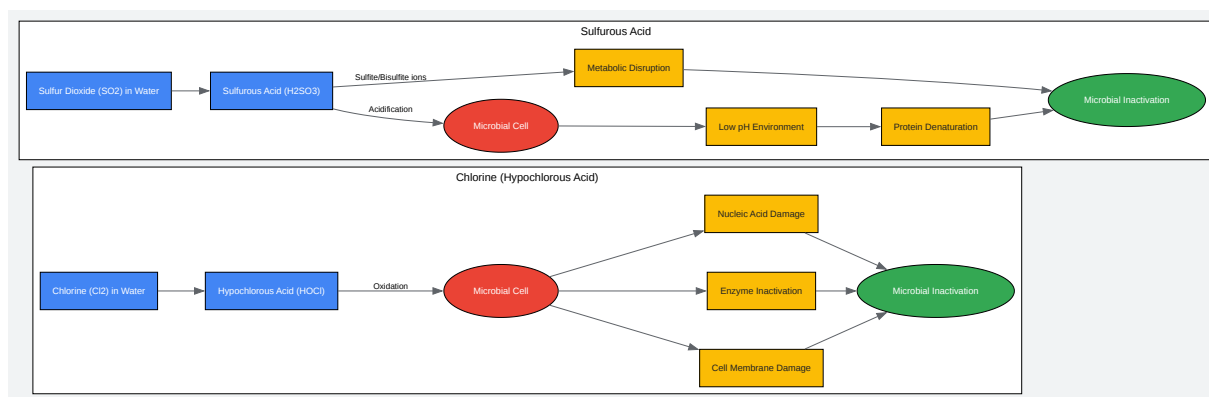 Sulfurous Acid
Sulfur Dioxide (SO2) in Water
Sulfurous Acid (H2SO3)
Sulfite/Bisulfite ions
Acidification
Metabolic Disruption
Microbial Cell
Low pH Environment
Protein Denaturation
Microbial Inactivation
Chlorine (Hypochlorous Acid)
Chlorine (Cl2) in Water
Hypochlorous Acid (HOCl)
Oxidation
Microbial Cell
Nucleic Acid Damage
Enzyme Inactivation
Cell Membrane Damage
Microbial Inactivation